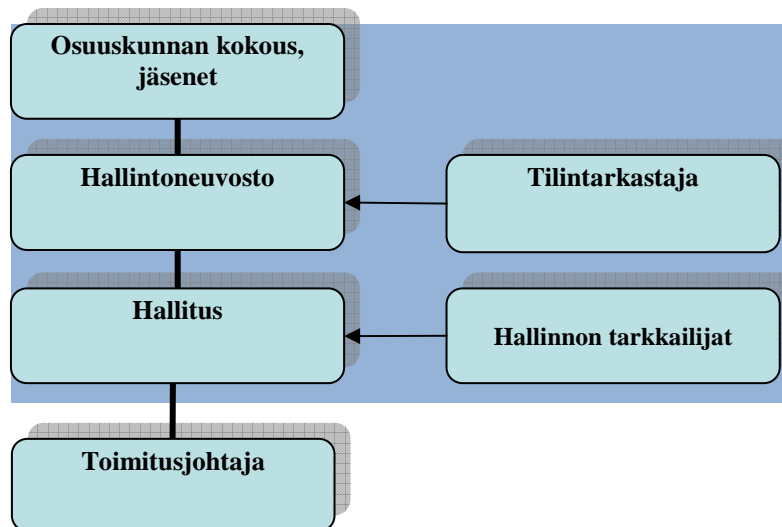 Osuuskunnan kokous,
jäsenet
Hallintoneuvosto
Tilintarkastaja
Hallitus
Hallinnon tarkkailijat
Toimitusjohtaja